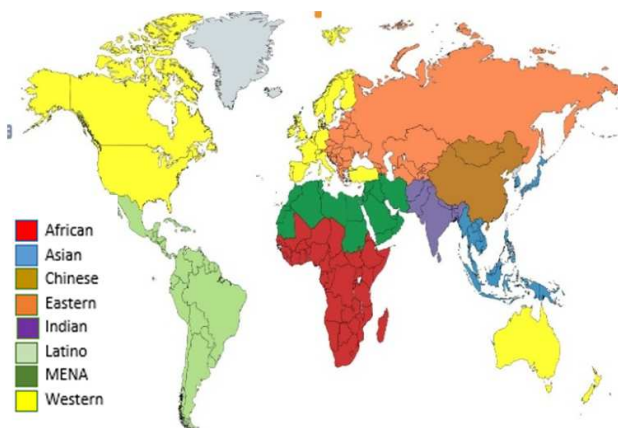 African
Asian
Chinese
Eastern
Indian
Latino
MENA
Western